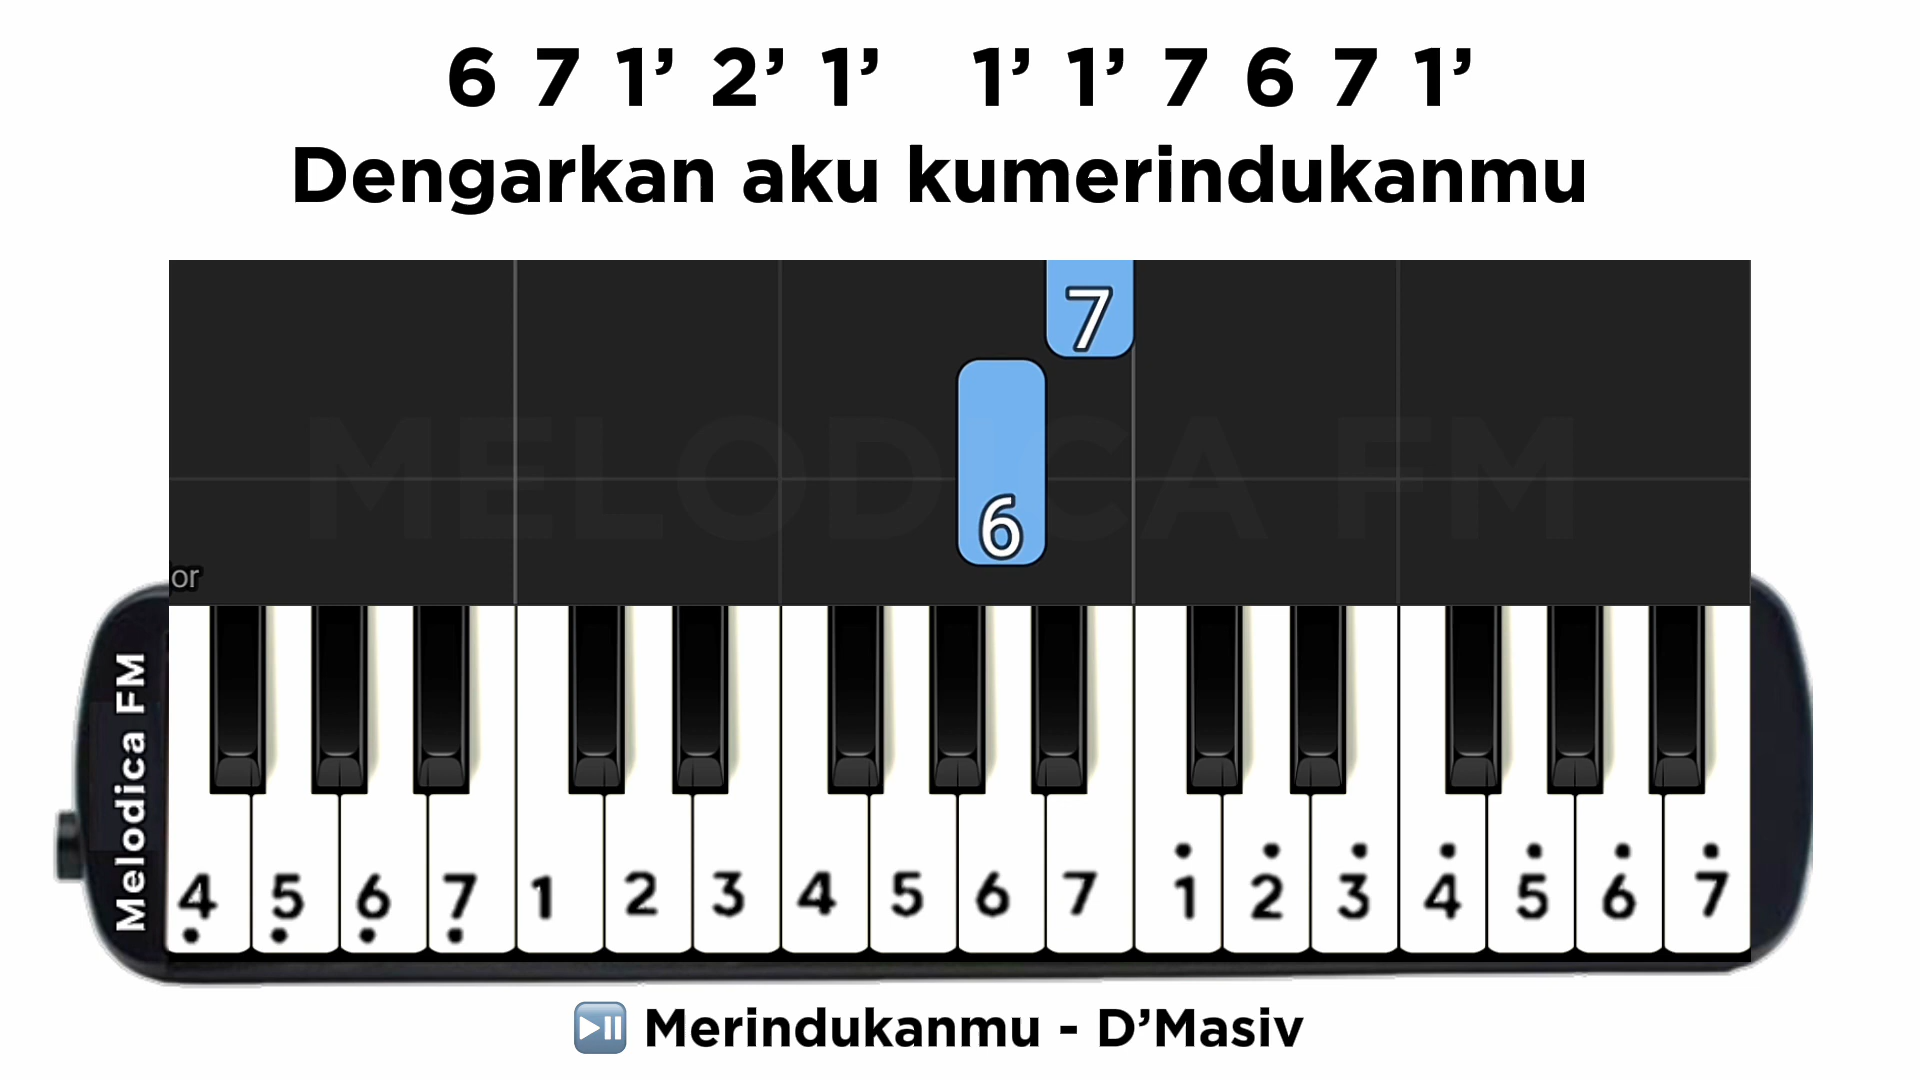 6 7 1’ 2’ 1’ 1’ 1’ 7 6 7 1’
Dengarkan aku kumerindukanmu
7
MELODICA FM
6
or
Melodica FM
4 5 6 7 1 2 3 4 5 6 7 1 2 3 4 5 6 7
Merindukanmu - D’Masiv